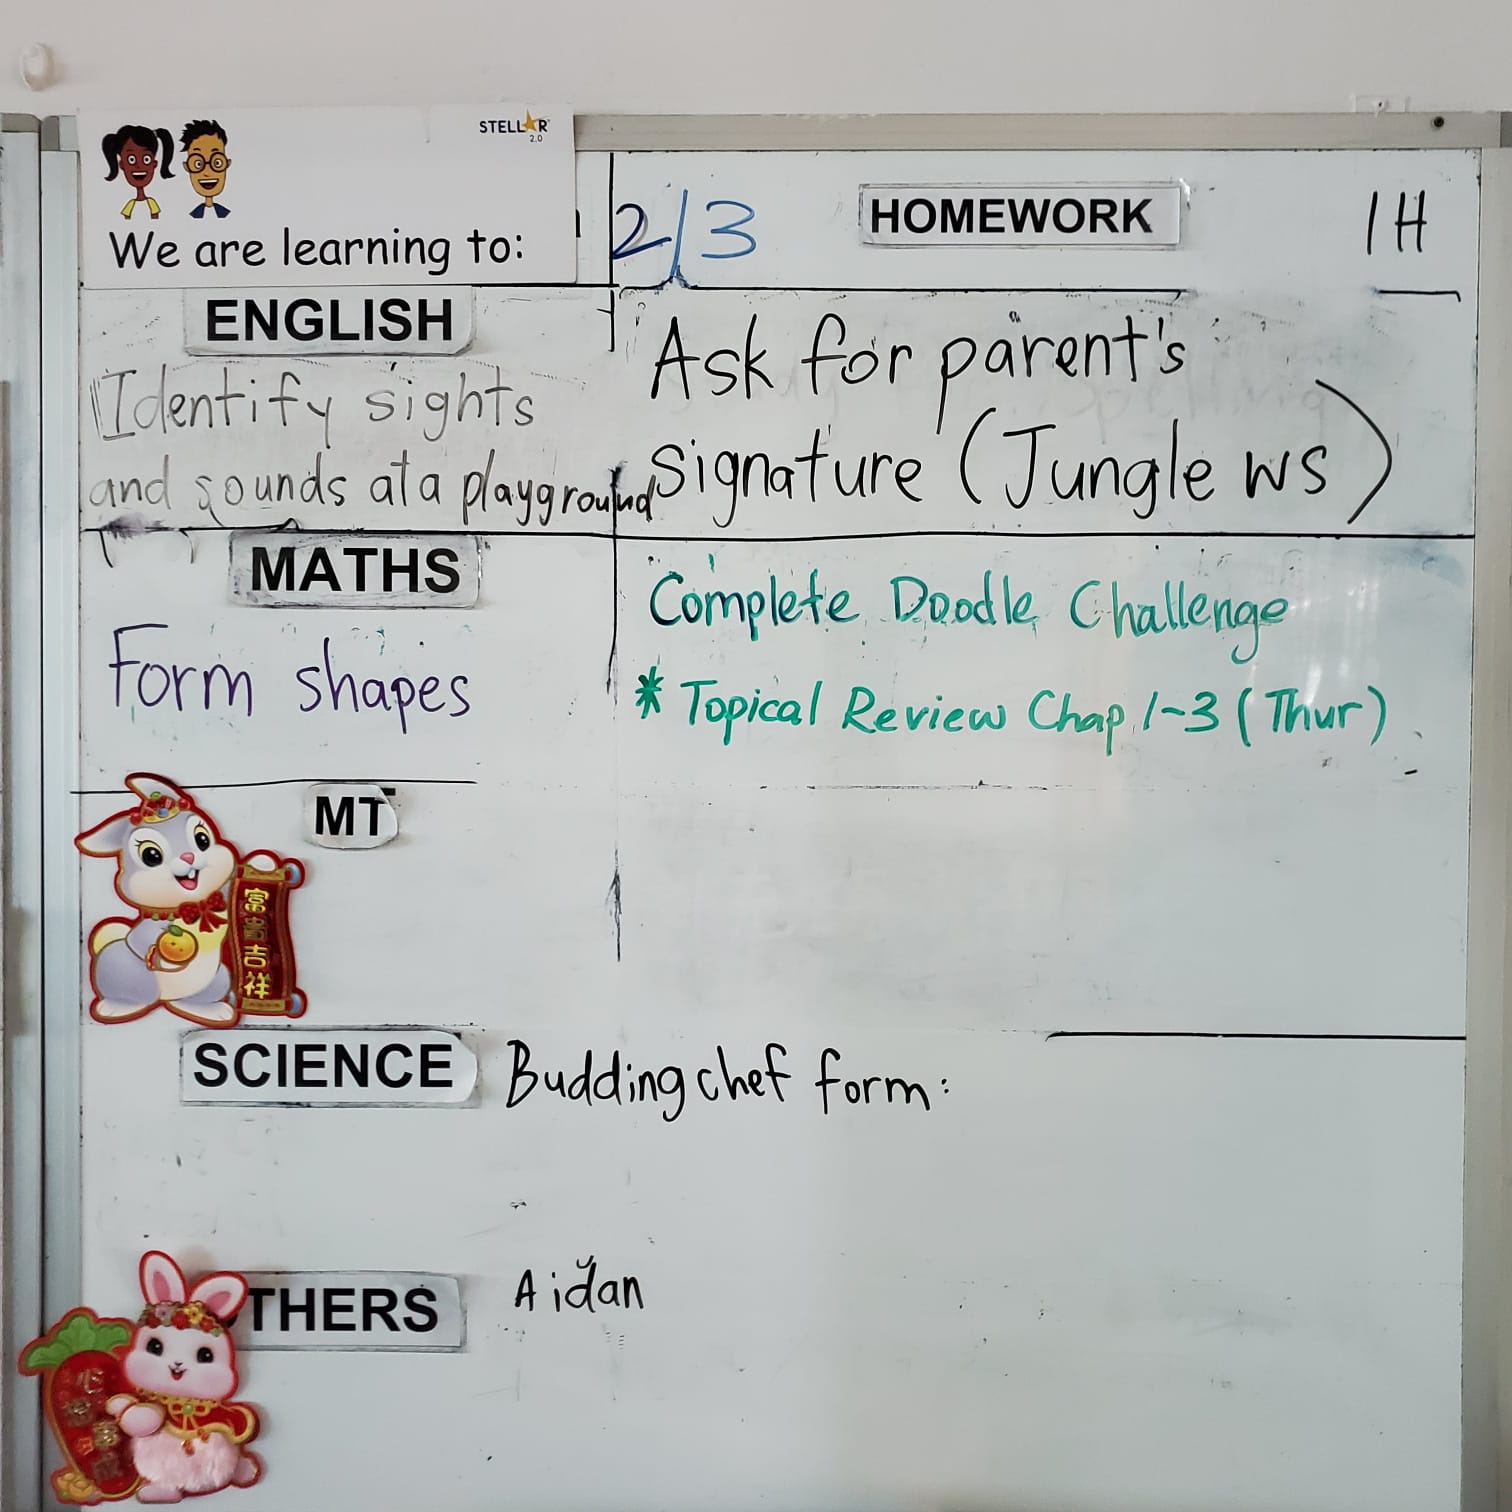 STELLAR
2.0
We are learning to:
2/3
HOMEWORK
1H
ENGLISH
Identify sights
and sounds at a playground
Ask for parent's
signature (Jungle WS)
MATHS
Form shapes
Complete Doodle Challenge
* Topical Review Chap 1~3 (Thur)
MT
富貴吉祥
SCIENCE
Budding chef form:
THERS
Aidan